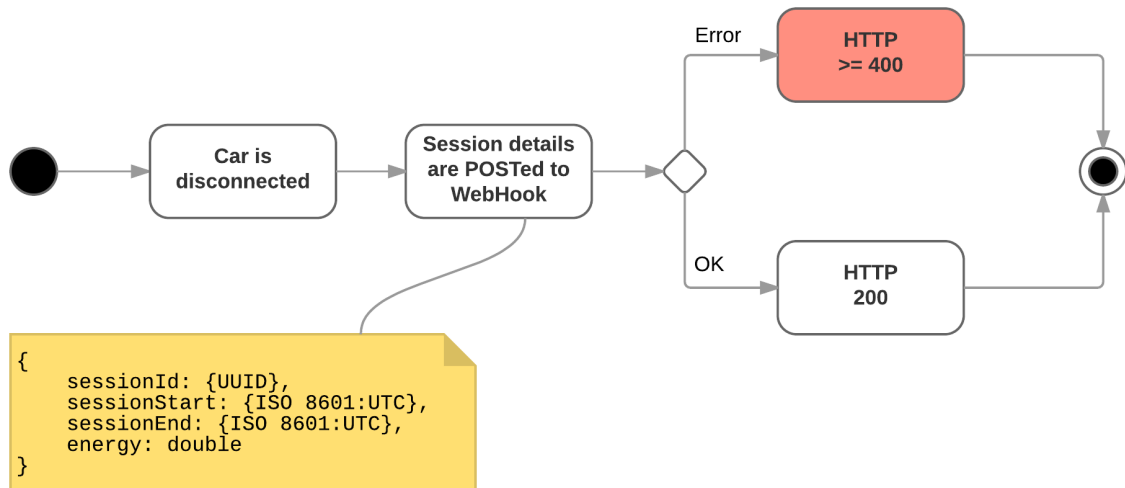 Car is
disconnected
Session details
are POSTed to
WebHook
Error
HTTP
>= 400
OK
HTTP
200
{
    sessionId: {UUID},
    sessionStart: {ISO 8601:UTC},
    sessionEnd: {ISO 8601:UTC},
    energy: double
}